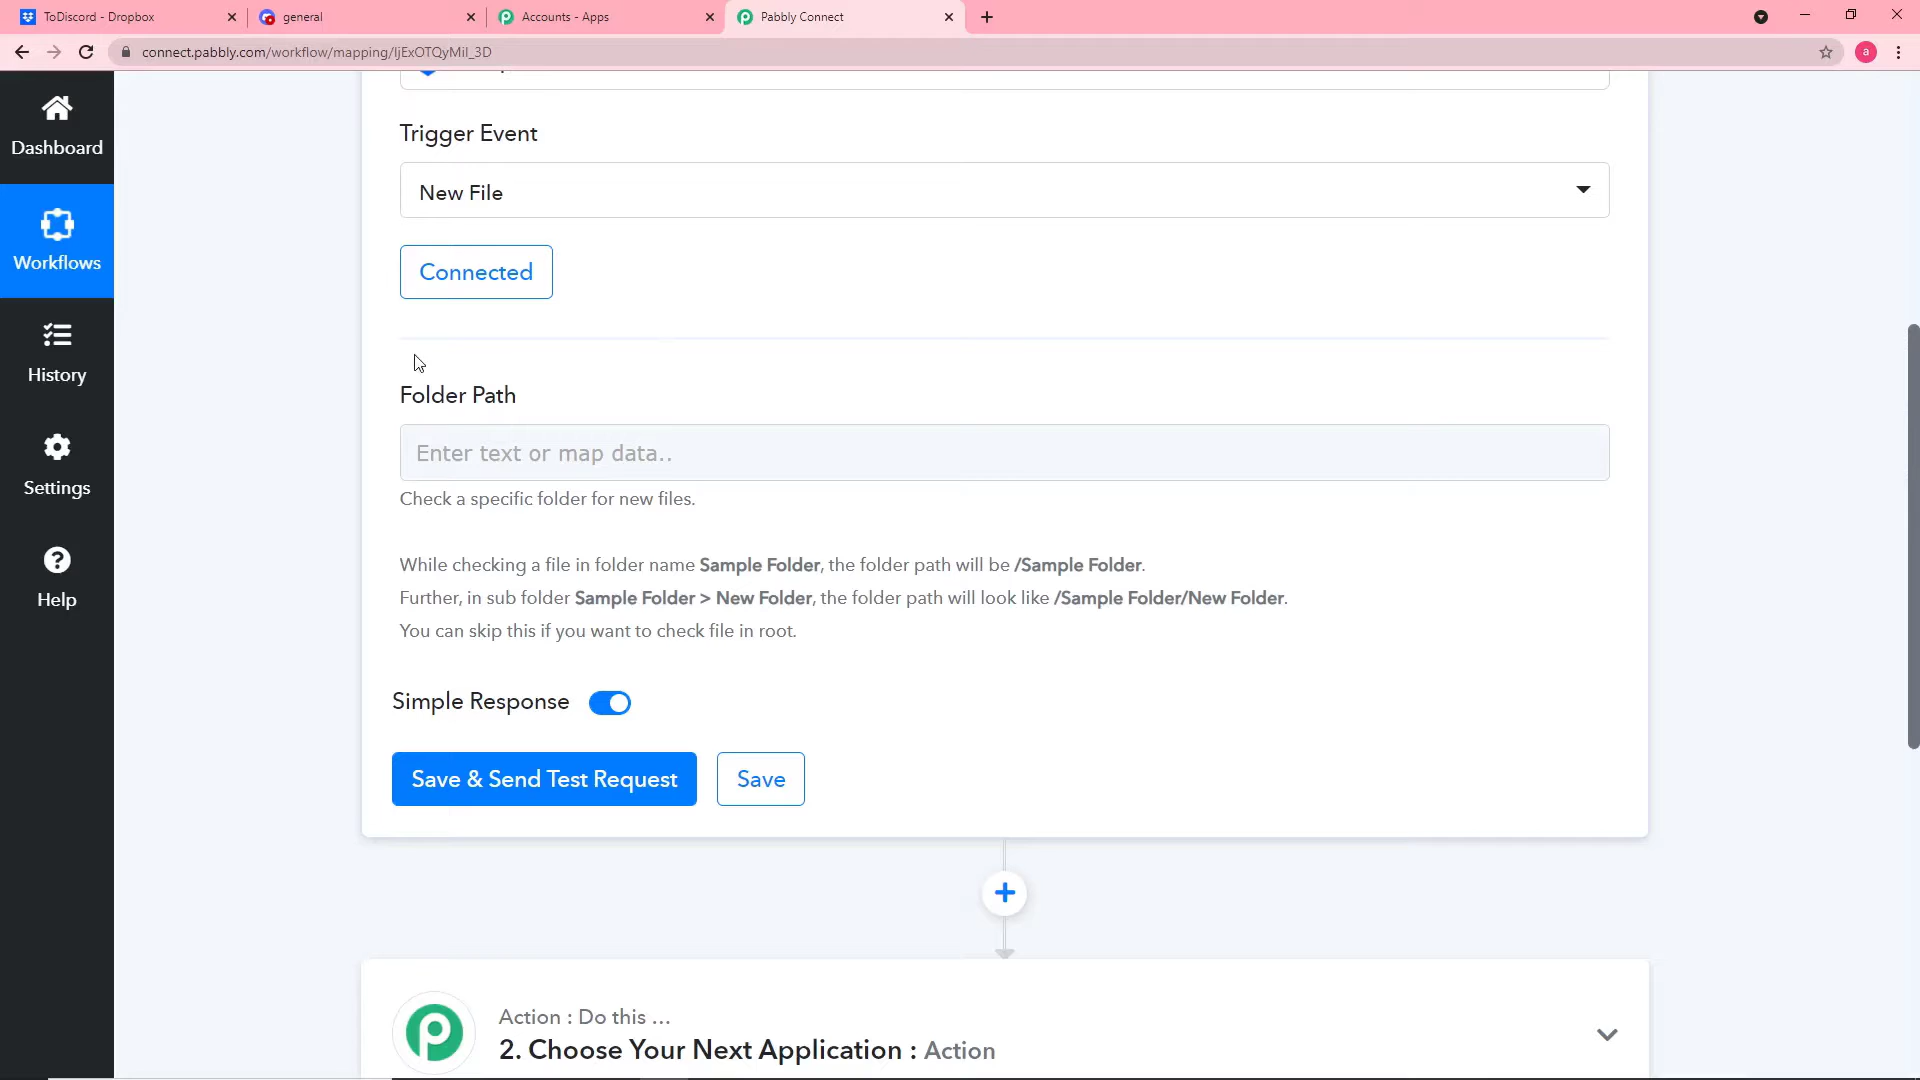 ToDiscord - Dropbox
general
Accounts - Apps
Pabbly Connect
connect.pabbly.com/workflow/mapping/IjExOTQyMiI_3D
a
Dashboard
Workflows
History
Settings
Help
Trigger Event
New File
Connected
Folder Path
Enter text or map data..
Check a specific folder for new files.
While checking a file in folder name Sample Folder, the folder path will be /Sample Folder.
Further, in sub folder Sample Folder > New Folder, the folder path will look like /Sample Folder/New Folder.
You can skip this if you want to check file in root.
Simple Response
Save & Send Test Request
Save
Action : Do this ...
2. Choose Your Next Application : Action